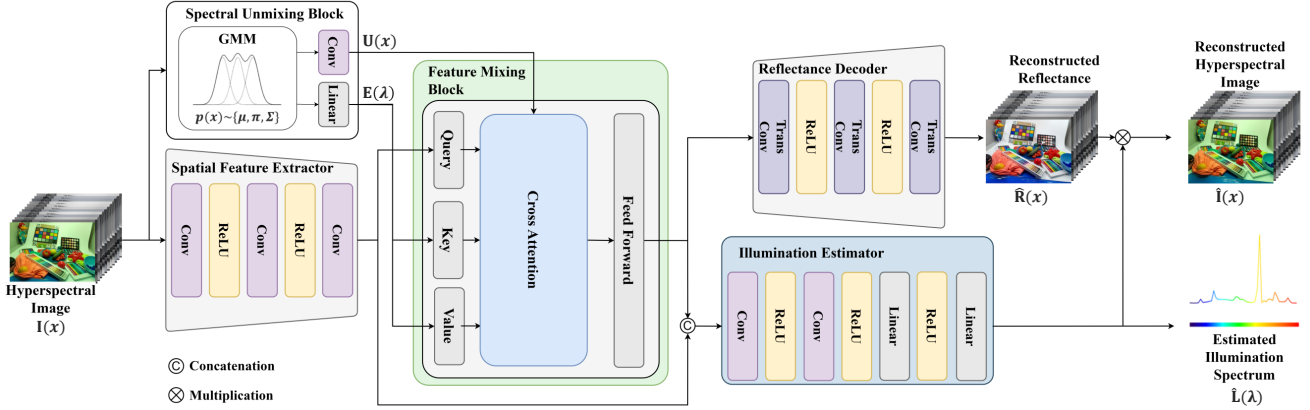 Spectral Unmixing Block
GMM
p(x)~{μ, π, Σ}
Conv
Linear
U(x)
E(λ)
Spatial Feature Extractor
Conv
ReLU
Conv
ReLU
Conv
Hyperspectral
Image
I(x)
Feature Mixing
Block
Query
Key
Value
Cross Attention
Feed Forward
Reflectance Decoder
Trans
Conv
ReLU
Trans
Conv
ReLU
Trans
Conv
Reconstructed
Reflectance
R̂(x)
Reconstructed
Hyperspectral
Image
Î(x)
Illumination Estimator
Conv
ReLU
Conv
ReLU
Linear
ReLU
Linear
C
Estimated
Illumination
Spectrum
L̂(λ)
C Concatenation
⊗ Multiplication